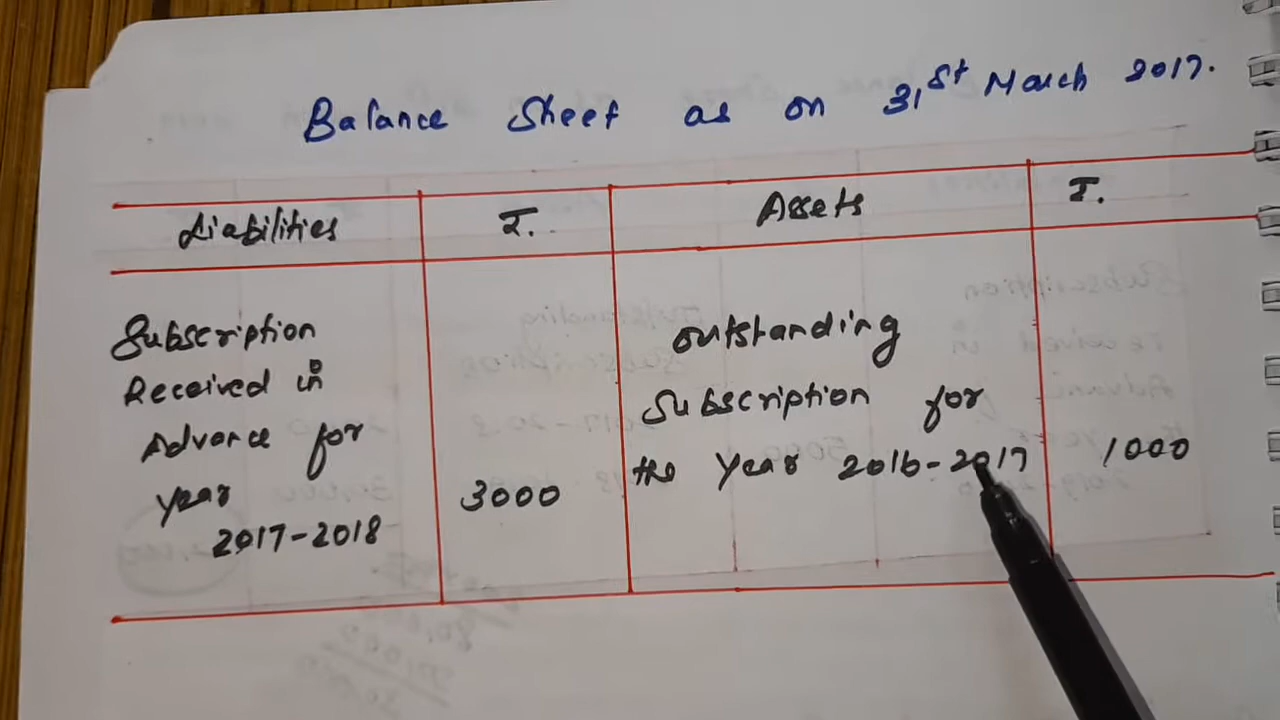 Balance Sheet as on 31st March 2017.
Liabilities ₹. Assets ₹.
Subscription
Received in
Advance for
year
2017-2018 3000
outstanding
Subscription for
the Year 2016-2017 1000